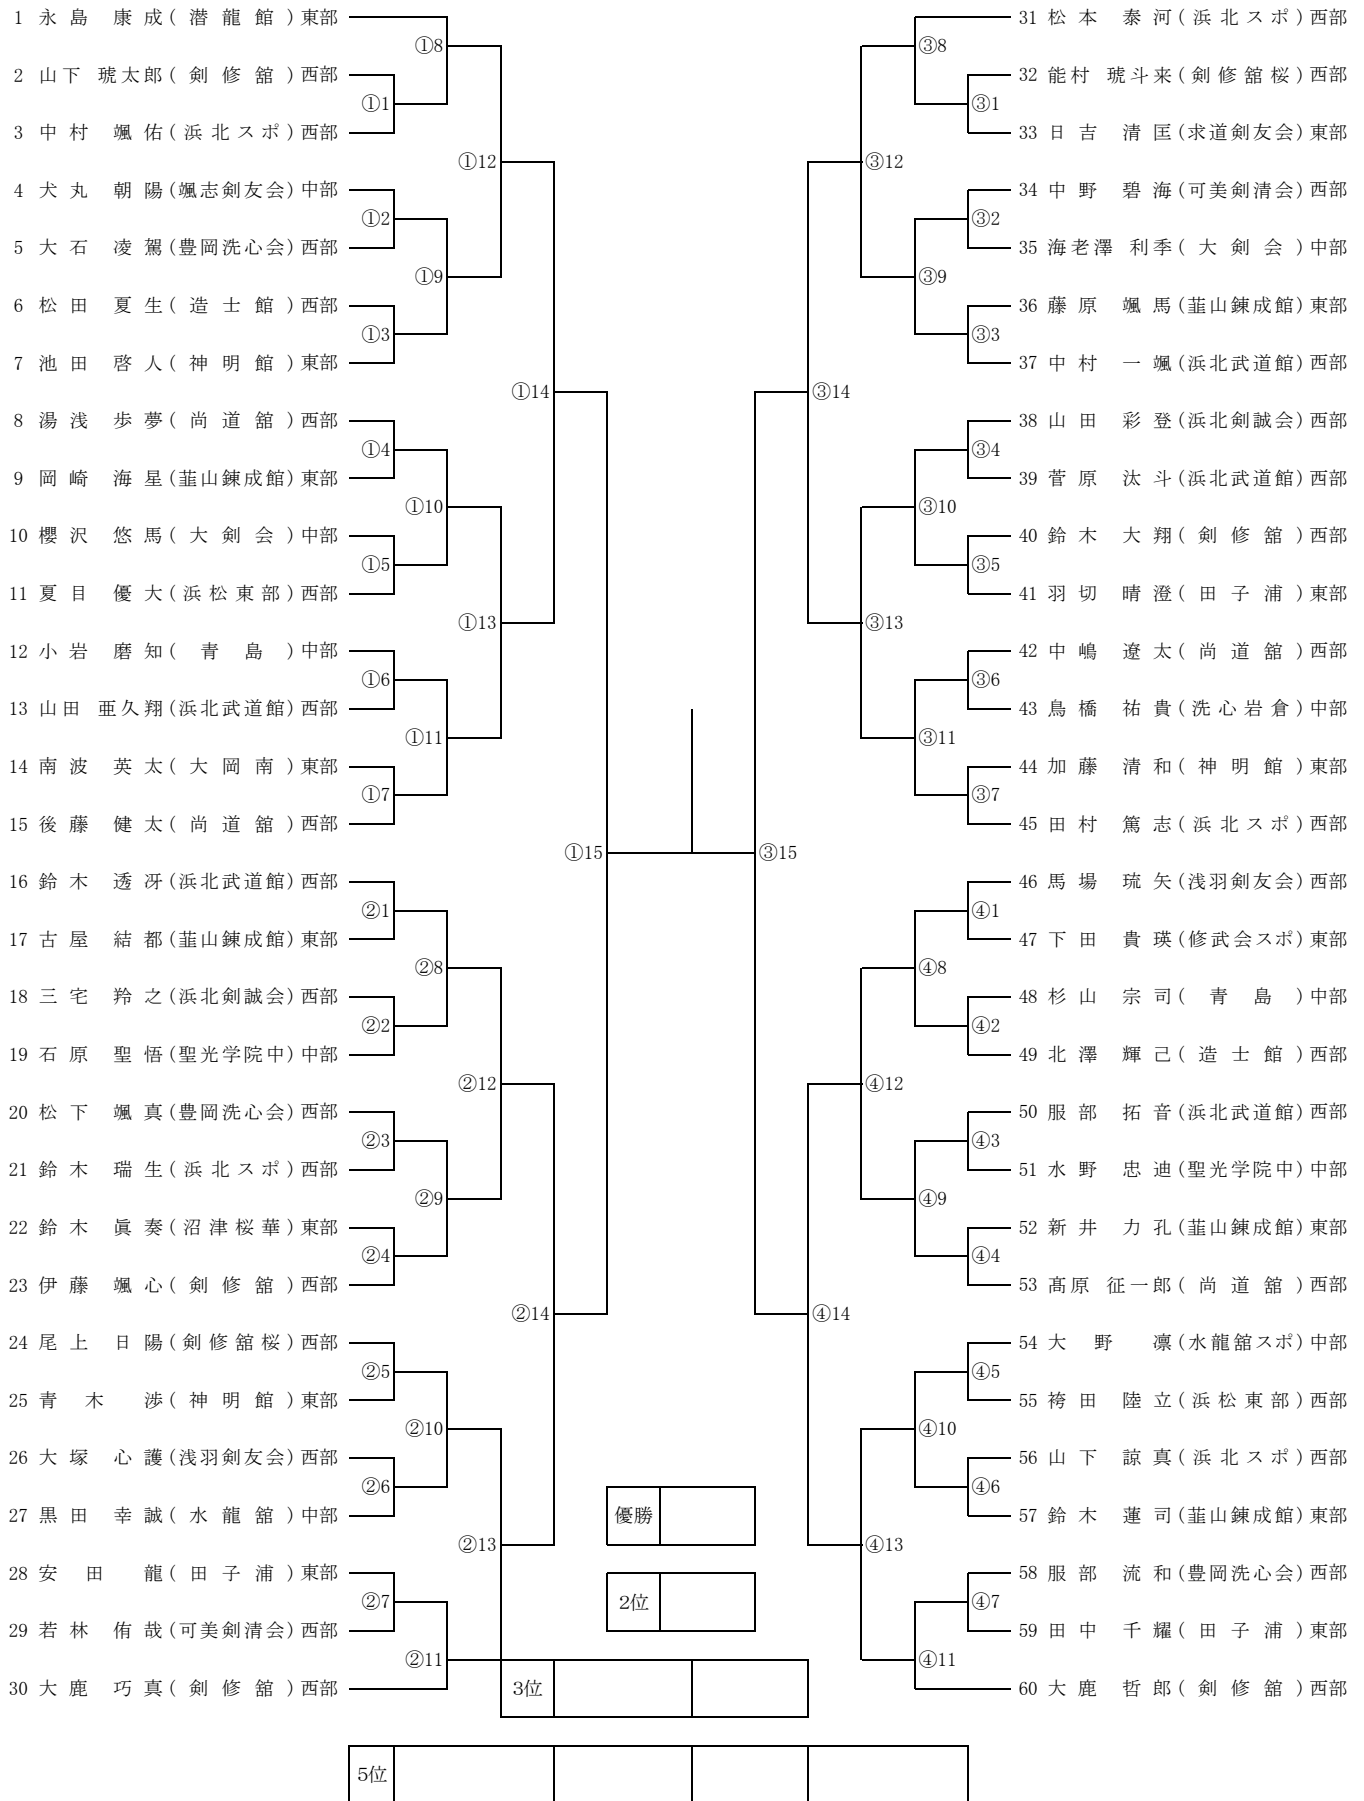 1 永島 康成(潜龍館)東部
①8
2 山下 琥太郎(剣修舘)西部
①1
3 中村 颯佑(浜北スポ)西部
①12
4 犬丸 朝陽(颯志剣友会)中部
①2
5 大石 凌駕(豊岡洗心会)西部
①9
6 松田 夏生(造士館)西部
①3
7 池田 啓人(神明館)東部
①14
8 湯浅 歩夢(尚道舘)西部
①4
9 岡崎 海星(韮山錬成館)東部
①10
10 櫻沢 悠馬(大剣会)中部
①5
11 夏目 優大(浜松東部)西部
①13
12 小岩 磨知(青島)中部
①6
13 山田 亜久翔(浜北武道館)西部
①11
14 南波 英太(大岡南)東部
①7
15 後藤 健太(尚道舘)西部
①15
16 鈴木 透冴(浜北武道館)西部
②1
17 古屋 結都(韮山錬成館)東部
②8
18 三宅 羚之(浜北剣誠会)西部
②2
19 石原 聖悟(聖光学院中)中部
②12
20 松下 颯真(豊岡洗心会)西部
②3
21 鈴木 瑞生(浜北スポ)西部
②9
22 鈴木 眞奏(沼津桜華)東部
②4
23 伊藤 颯心(剣修舘)西部
②14
24 尾上 日陽(剣修舘桜)西部
②5
25 青木 渉(神明館)東部
②10
26 大塚 心護(浅羽剣友会)西部
②6
27 黒田 幸誠(水龍舘)中部
②13
28 安田 龍(田子浦)東部
②7
29 若林 侑哉(可美剣清会)西部
②11
30 大鹿 巧真(剣修舘)西部
31 松本 泰河(浜北スポ)西部
③8
32 能村 琥斗来(剣修舘桜)西部
③1
33 日吉 清匡(求道剣友会)東部
③12
34 中野 碧海(可美剣清会)西部
③2
35 海老澤 利季(大剣会)中部
③9
36 藤原 颯馬(韮山錬成館)東部
③3
37 中村 一颯(浜北武道館)西部
③14
38 山田 彩登(浜北剣誠会)西部
③4
39 菅原 汰斗(浜北武道館)西部
③10
40 鈴木 大翔(剣修舘)西部
③5
41 羽切 晴澄(田子浦)東部
③13
42 中嶋 遼太(尚道舘)西部
③6
43 鳥橋 祐貴(洗心岩倉)中部
③11
44 加藤 清和(神明館)東部
③7
45 田村 篤志(浜北スポ)西部
③15
46 馬場 琉矢(浅羽剣友会)西部
④1
47 下田 貴瑛(修武会スポ)東部
④8
48 杉山 宗司(青島)中部
④2
49 北澤 輝己(造士館)西部
④12
50 服部 拓音(浜北武道館)西部
④3
51 水野 忠迪(聖光学院中)中部
④9
52 新井 力孔(韮山錬成館)東部
④4
53 髙原 征一郎(尚道舘)西部
④14
54 大野 凛(水龍舘スポ)中部
④5
55 袴田 陸立(浜松東部)西部
④10
56 山下 諒真(浜北スポ)西部
④6
57 鈴木 蓮司(韮山錬成館)東部
④13
58 服部 流和(豊岡洗心会)西部
④7
59 田中 千耀(田子浦)東部
④11
60 大鹿 哲郎(剣修舘)西部
優勝
2位
3位
5位